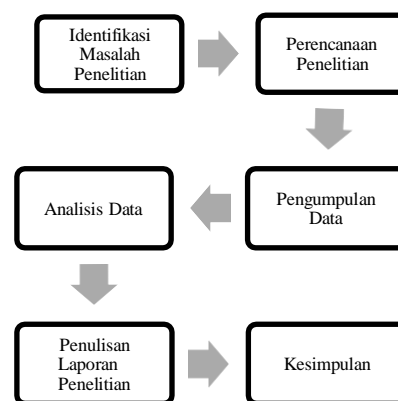 Identifikasi
Masalah
Penelitian
Perencanaan
Penelitian
Pengumpulan
Data
Analisis Data
Penulisan
Laporan
Penelitian
Kesimpulan